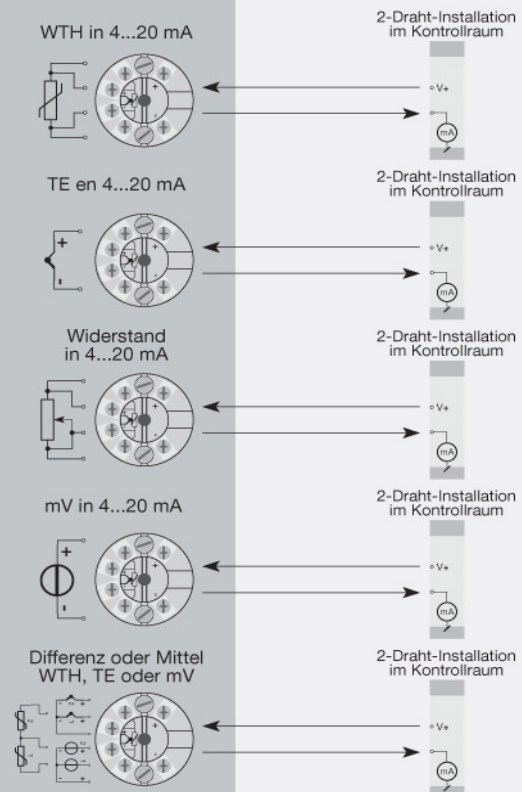 WTH in 4...20 mA
2-Draht-Installation
im Kontrollraum
+
-
V+
mA
TE en 4...20 mA
2-Draht-Installation
im Kontrollraum
+
-
+
-
V+
mA
Widerstand
in 4...20 mA
2-Draht-Installation
im Kontrollraum
+
-
V+
mA
mV in 4...20 mA
2-Draht-Installation
im Kontrollraum
+
-
+
-
V+
mA
Differenz oder Mittel
WTH, TE oder mV
2-Draht-Installation
im Kontrollraum
+
-
V+
mA